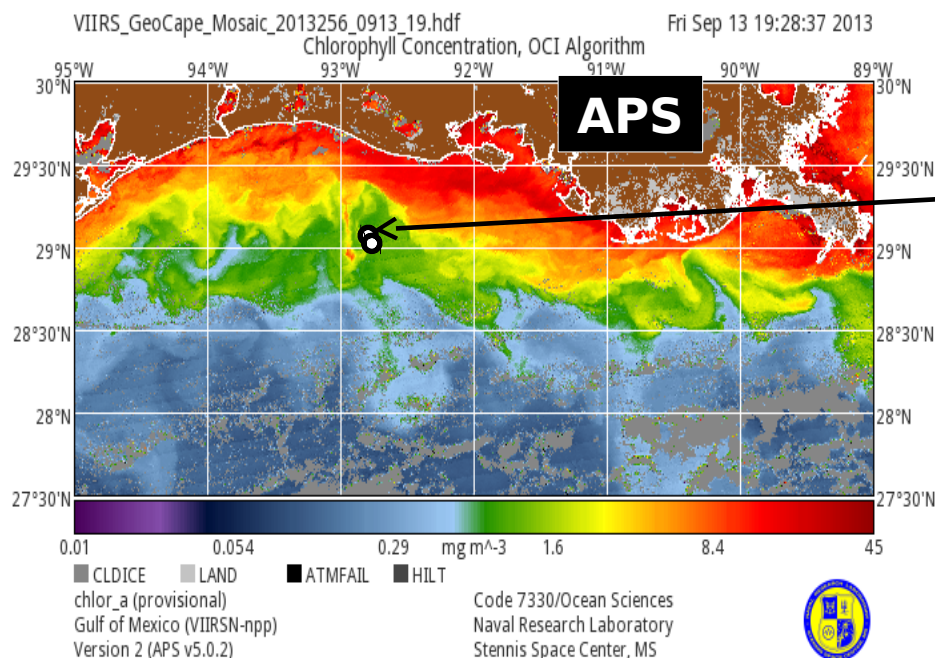 VIIRS_GeoCape_Mosaic_2013256_0913_19.hdf Fri Sep 13 19:28:37 2013
Chlorophyll Concentration, OCI Algorithm
95°W 94°W 93°W 92°W 91°W 90°W 89°W
30°N 30°N
APS
29°30'N 29°30'N
29°N 29°N
28°30'N 28°30'N
28°N 28°N
27°30'N 27°30'N
0.01 0.054 0.29 mg m^-3 1.6 8.4 45
CLDICE LAND ATMFAIL HILT
chlor_a (provisional) Code 7330/Ocean Sciences
Gulf of Mexico (VIIRSN-npp) Naval Research Laboratory
Version 2 (APS v5.0.2) Stennis Space Center, MS